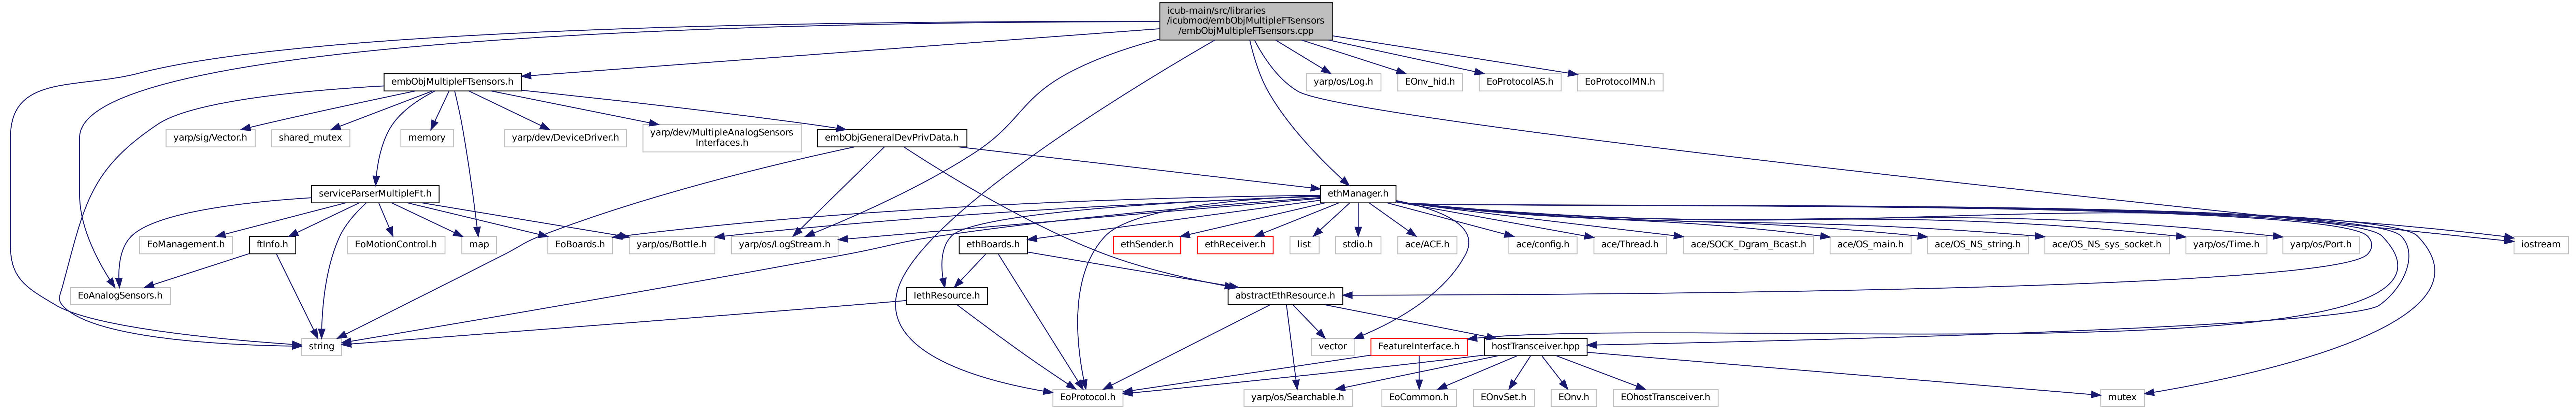 icub-main/src/libraries
/icubmod/embObjMultipleFTsensors
/embObjMultipleFTsensors.cpp
embObjMultipleFTsensors.h
yarp/os/Log.h
EOnv_hid.h
EoProtocolAS.h
EoProtocolMN.h
yarp/sig/Vector.h
shared_mutex
memory
yarp/dev/DeviceDriver.h
yarp/dev/MultipleAnalogSensors
Interfaces.h
embObjGeneralDevPrivData.h
serviceParserMultipleFt.h
ethManager.h
EoManagement.h
ftInfo.h
EoMotionControl.h
map
EoBoards.h
yarp/os/Bottle.h
yarp/os/LogStream.h
ethBoards.h
ethSender.h
ethReceiver.h
list
stdio.h
ace/ACE.h
ace/config.h
ace/Thread.h
ace/SOCK_Dgram_Bcast.h
ace/OS_main.h
ace/OS_NS_string.h
ace/OS_NS_sys_socket.h
yarp/os/Time.h
yarp/os/Port.h
iostream
EoAnalogSensors.h
IethResource.h
abstractEthResource.h
string
vector
FeatureInterface.h
hostTransceiver.hpp
EoProtocol.h
yarp/os/Searchable.h
EoCommon.h
EOnvSet.h
EOnv.h
EOhostTransceiver.h
mutex